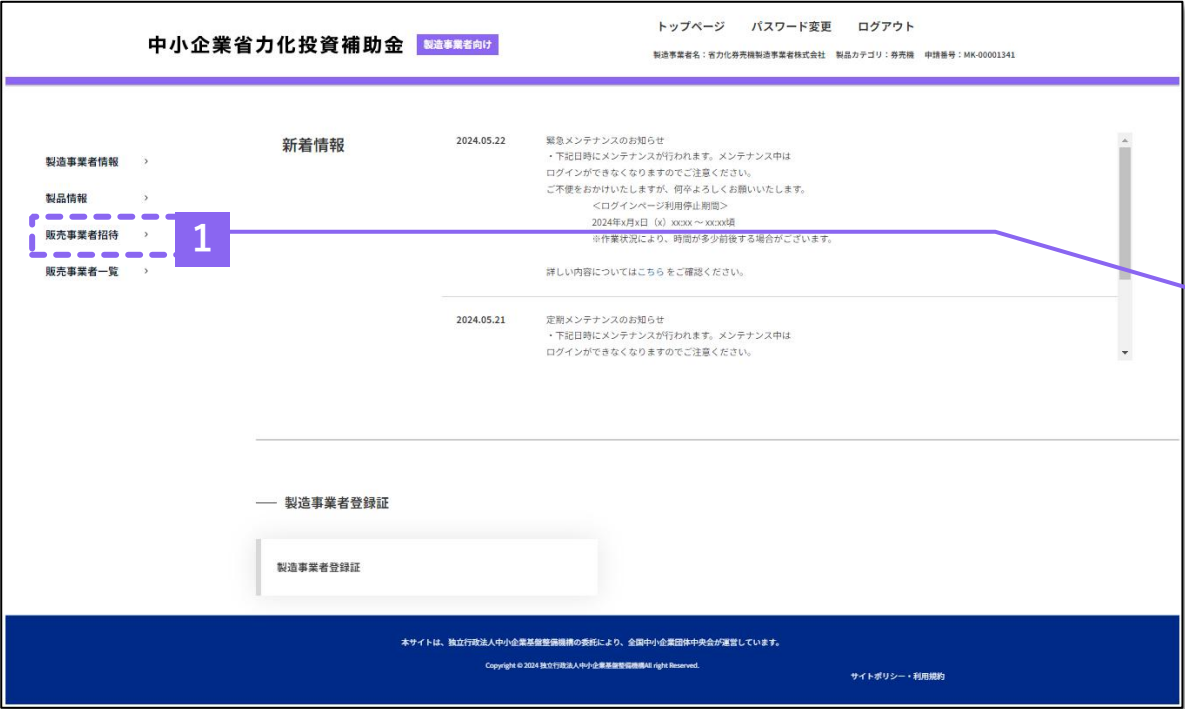 中小企業省力化投資補助金
製造事業者向け
トップページ パスワード変更 ログアウト
製造事業者名：省力化券売機製造事業者株式会社 製品カテゴリ：券売機 申請番号：MK-00001341
製造事業者情報 ›
製品情報 ›
販売事業者招待 ›
1
販売事業者一覧 ›
新着情報
2024.05.22
緊急メンテナンスのお知らせ
・下記日時にメンテナンスが行われます。メンテナンス中は
ログインができなくなりますのでご注意ください。
ご不便をおかけいたしますが、何卒よろしくお願いいたします。
＜ログインページ利用停止期間＞
2024年x月x日（x）xx:xx ～ xx:xx頃
※作業状況により、時間が多少前後する場合がございます。
詳しい内容についてはこちら をご確認ください。
2024.05.21
定期メンテナンスのお知らせ
・下記日時にメンテナンスが行われます。メンテナンス中は
ログインができなくなりますのでご注意ください。
製造事業者登録証
製造事業者登録証
本サイトは、独立行政法人中小企業基盤整備機構の委託により、全国中小企業団体中央会が運営しています。
Copyright © 2024 独立行政法人中小企業基盤整備機構All right Reserved.
サイトポリシー・利用規約